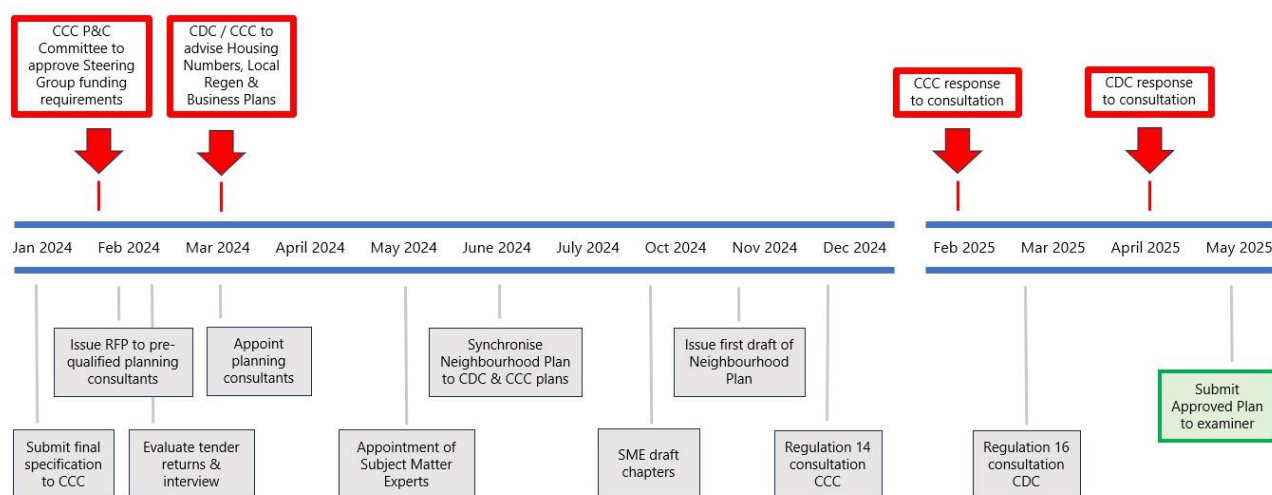 CCC P&C
Committee to
approve Steering
Group funding
requirements
CDC / CCC to
advise Housing
Numbers, Local
Regen &
Business Plans
CCC response
to consultation
CDC response
to consultation
Jan 2024
Feb 2024
Mar 2024
April 2024
May 2024
June 2024
July 2024
Oct 2024
Nov 2024
Dec 2024
Feb 2025
Mar 2025
April 2025
May 2025
Issue RFP to pre-
qualified planning
consultants
Appoint
planning
consultants
Synchronise
Neighbourhood Plan
to CDC & CCC plans
Issue first draft of
Neighbourhood
Plan
Submit
Approved Plan
to examiner
Submit final
specification
to CCC
Evaluate tender
returns &
interview
Appointment of
Subject Matter
Experts
SME draft
chapters
Regulation 14
consultation
CCC
Regulation 16
consultation
CDC